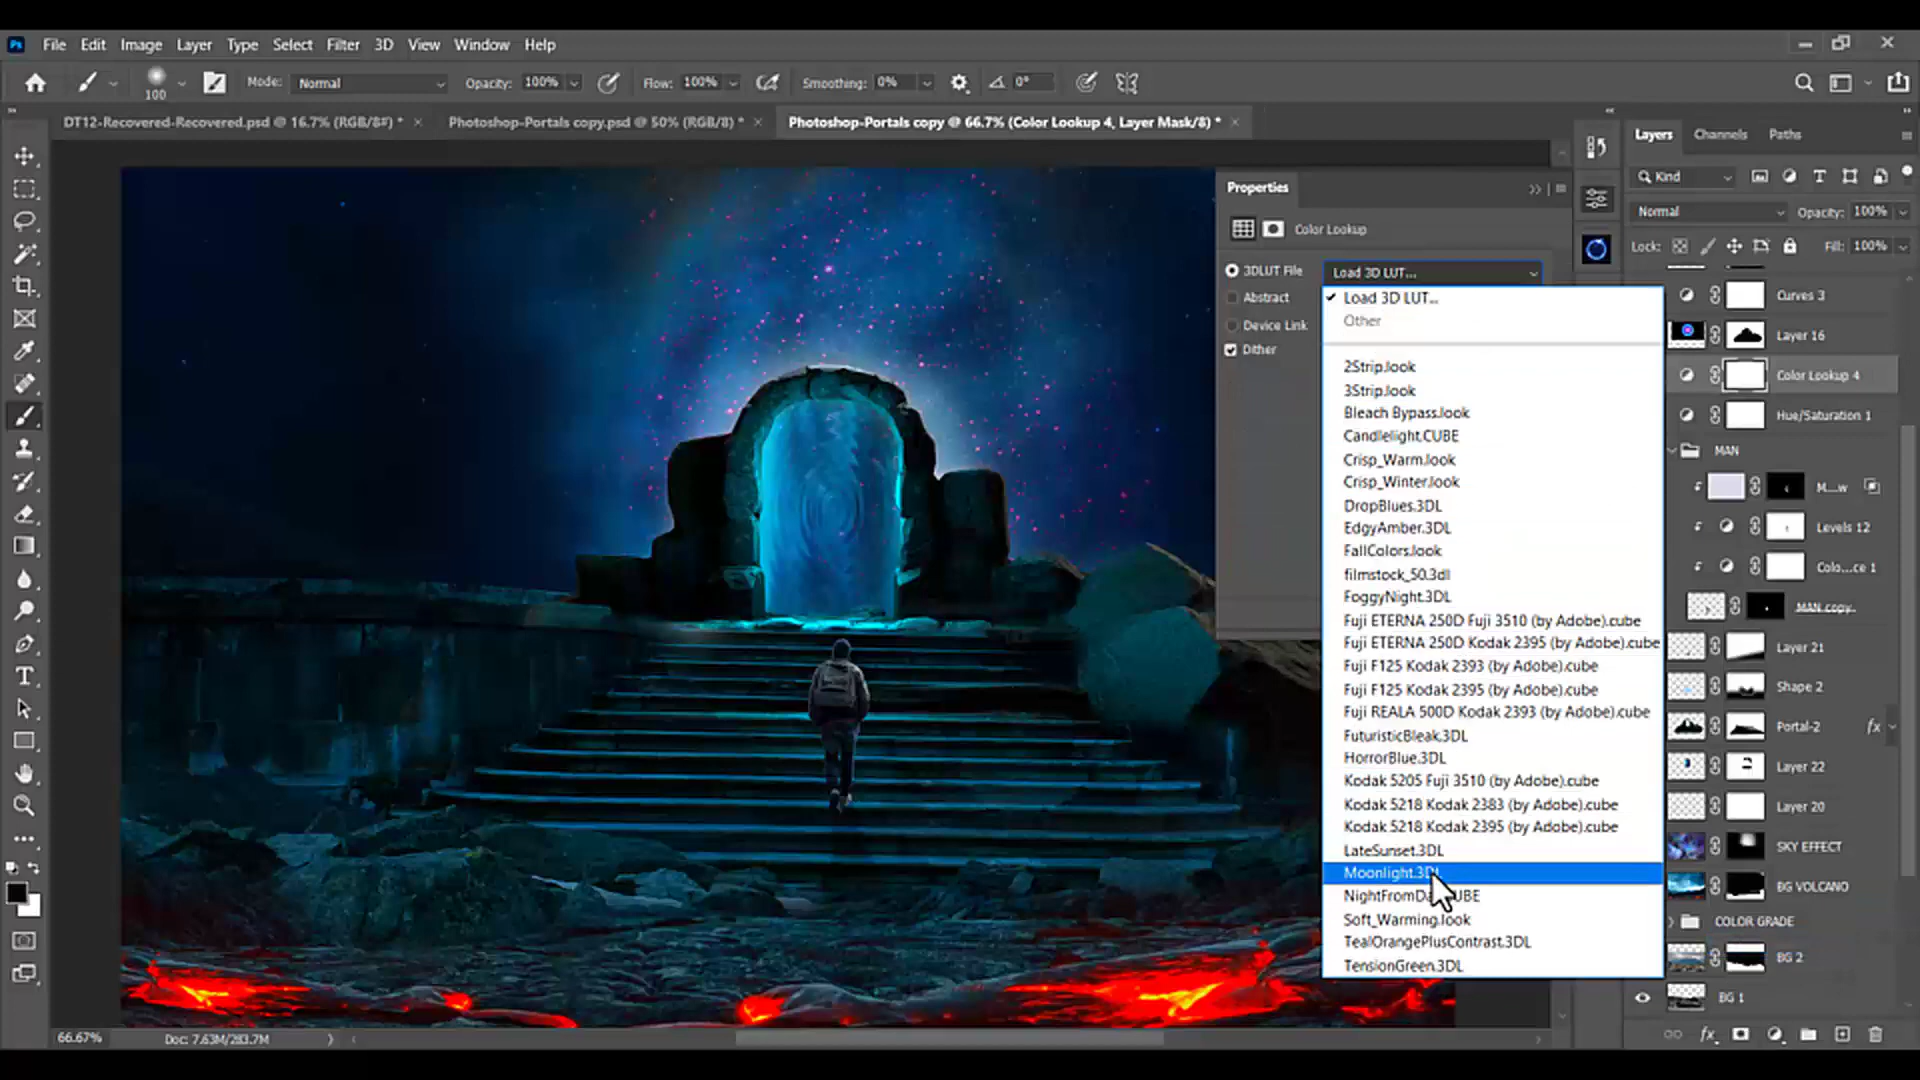 Ps File Edit Image Layer Type Select Filter 3D View Window Help
100 Mode: Normal Opacity: 100% Flow: 100% Smoothing: 0% 0°
DT12-Recovered-Recovered.psd @ 16.7% (RGB/8#) * × Photoshop-Portals copy.psd @ 50% (RGB/8) * × Photoshop-Portals copy @ 66.7% (Color Lookup 4, Layer Mask/8) * ×
Properties
Color Lookup
3DLUT File Load 3D LUT...
Abstract
Device Link
Dither
Load 3D LUT...
Other
2Strip.look
3Strip.look
Bleach Bypass.look
Candlelight.CUBE
Crisp_Warm.look
Crisp_Winter.look
DropBlues.3DL
EdgyAmber.3DL
FallColors.look
filmstock_50.3dl
FoggyNight.3DL
Fuji ETERNA 250D Fuji 3510 (by Adobe).cube
Fuji ETERNA 250D Kodak 2395 (by Adobe).cube
Fuji F125 Kodak 2393 (by Adobe).cube
Fuji F125 Kodak 2395 (by Adobe).cube
Fuji REALA 500D Kodak 2393 (by Adobe).cube
FuturisticBleak.3DL
HorrorBlue.3DL
Kodak 5205 Fuji 3510 (by Adobe).cube
Kodak 5218 Kodak 2383 (by Adobe).cube
Kodak 5218 Kodak 2395 (by Adobe).cube
LateSunset.3DL
Moonlight.3DL
Soft_Warming.look
TealOrangePlusContrast.3DL
TensionGreen.3DL
Layers Channels Paths
Kind
Normal Opacity: 100%
Lock: Fill: 100%
Curves 3
Layer 16
Color Lookup 4
Hue/Saturation 1
MAN
M...w
Levels 12
Colo...ce 1
MAN copy
Layer 21
Shape 2
Portal-2 fx
Layer 22
Layer 20
SKY EFFECT
BG VOLCANO
COLOR GRADE
BG 2
BG 1
fx
66.67% Doc: 7.63M/283.7M